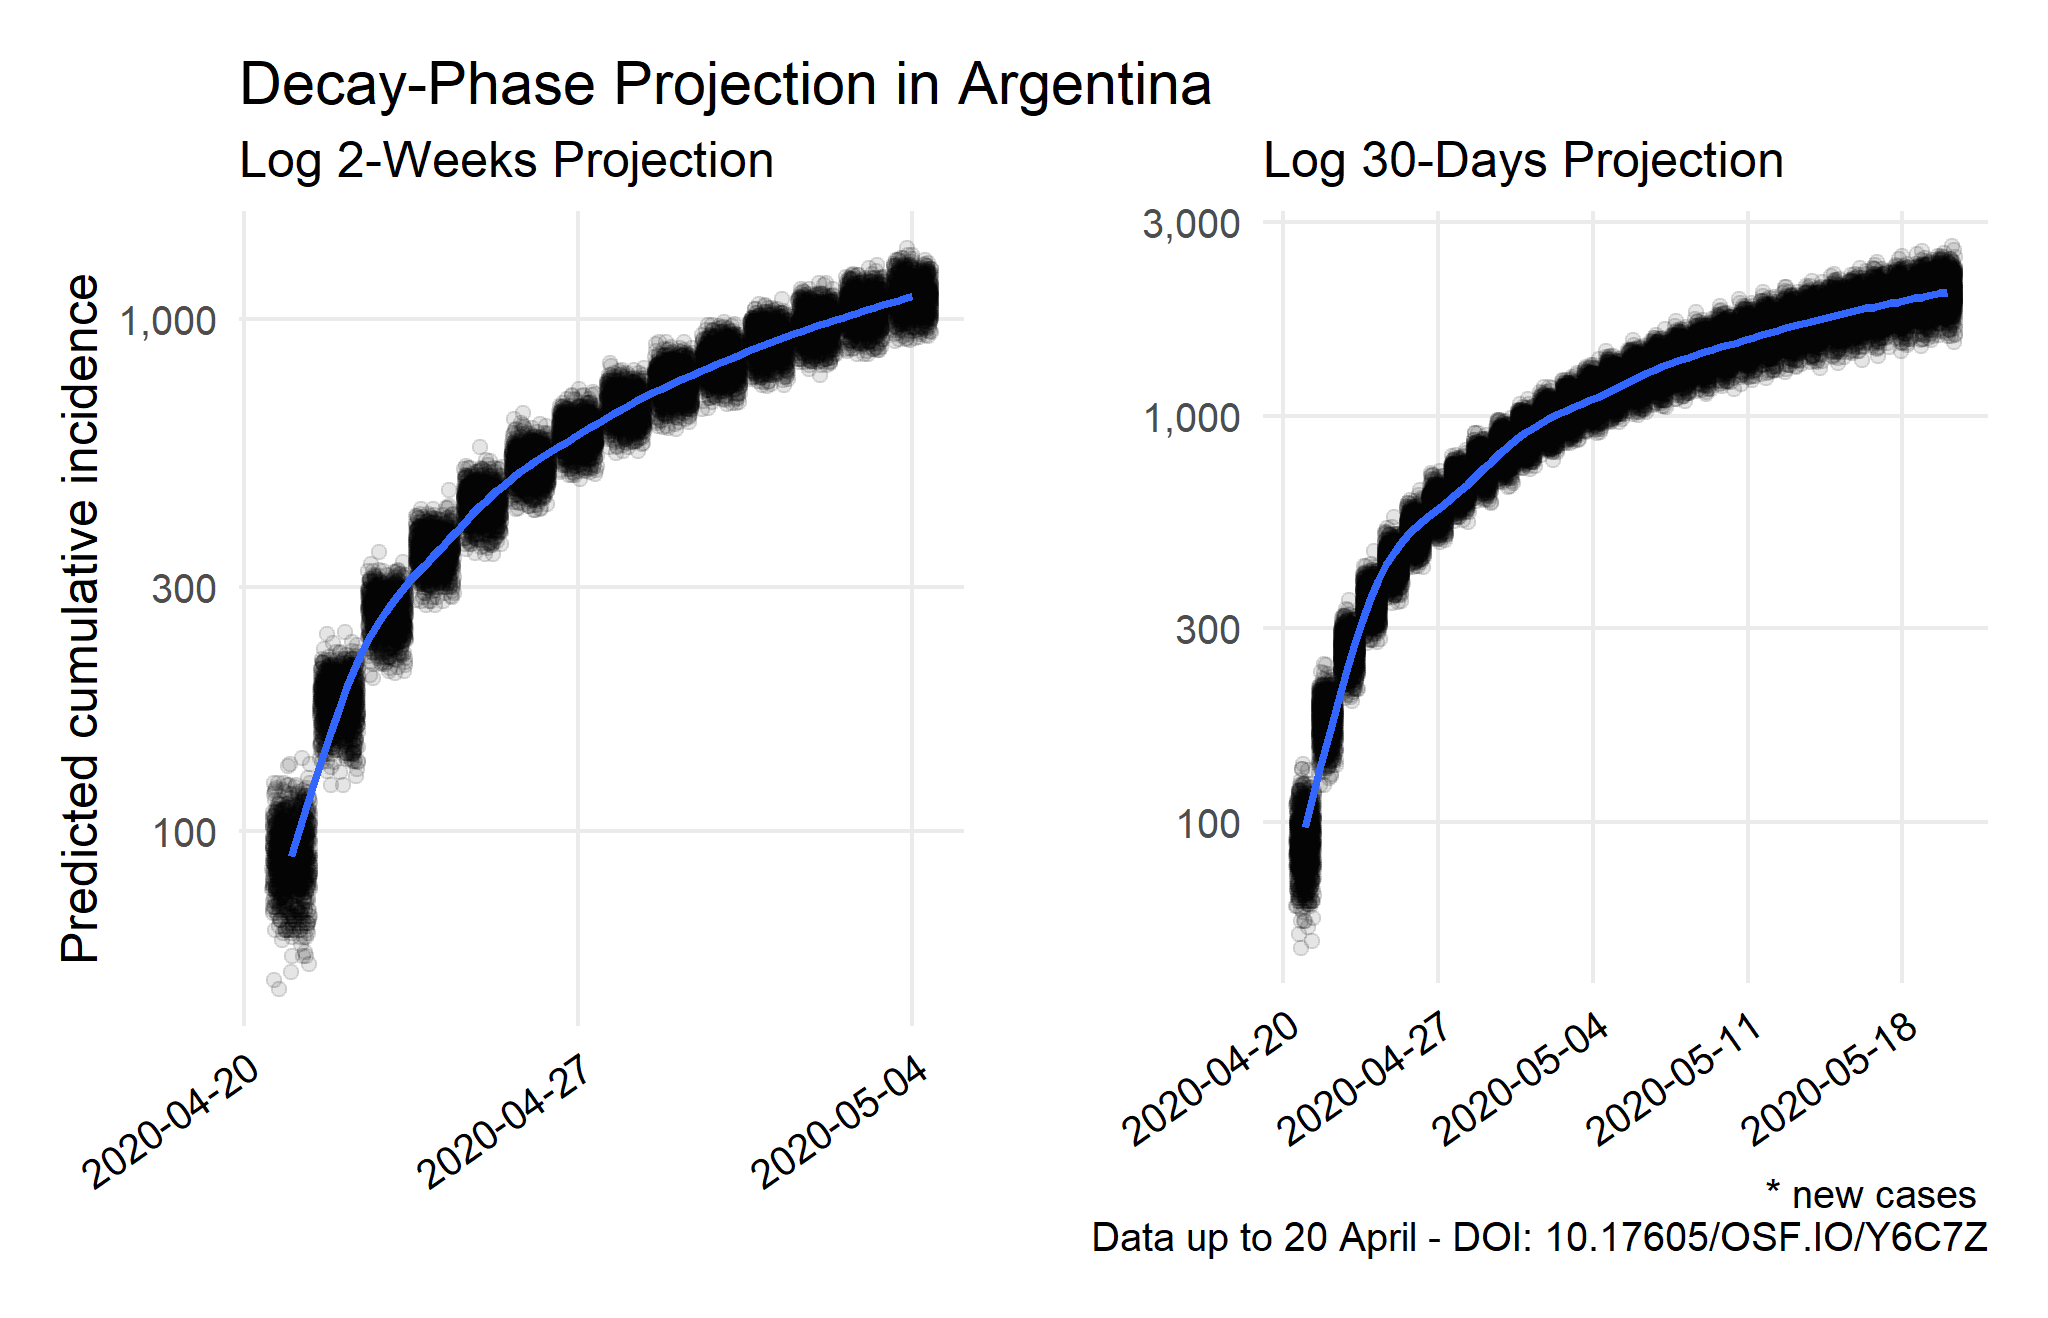 Decay-Phase Projection in Argentina
Log 2-Weeks Projection
Predicted cumulative incidence
1,000
300
100
2020-04-20
2020-04-27
2020-05-04
Log 30-Days Projection
3,000
1,000
300
100
2020-04-20
2020-04-27
2020-05-04
2020-05-11
2020-05-18
* new cases
Data up to 20 April - DOI: 10.17605/OSF.IO/Y6C7Z